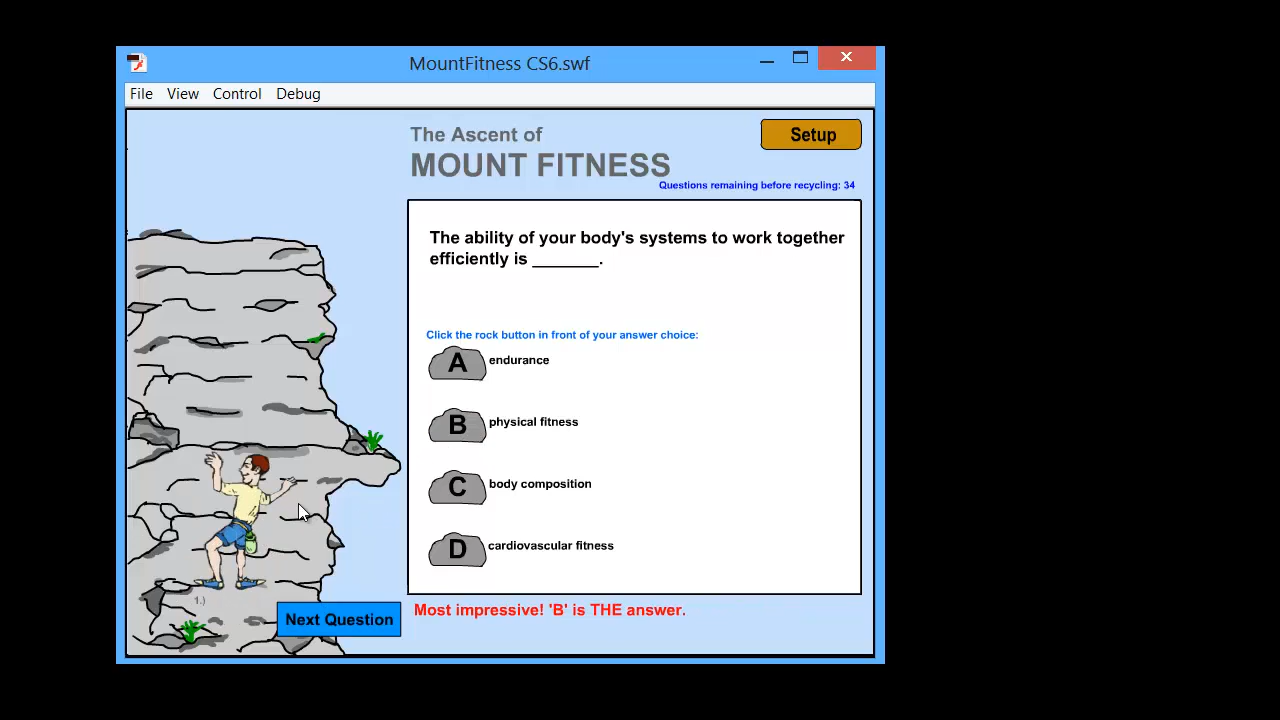 MountFitness CS6.swf
File View Control Debug
The Ascent of
MOUNT FITNESS
Setup
Questions remaining before recycling: 34
The ability of your body's systems to work together
efficiently is _______.
Click the rock button in front of your answer choice:
A endurance
B physical fitness
C body composition
D cardiovascular fitness
1.)
Next Question
Most impressive! 'B' is THE answer.